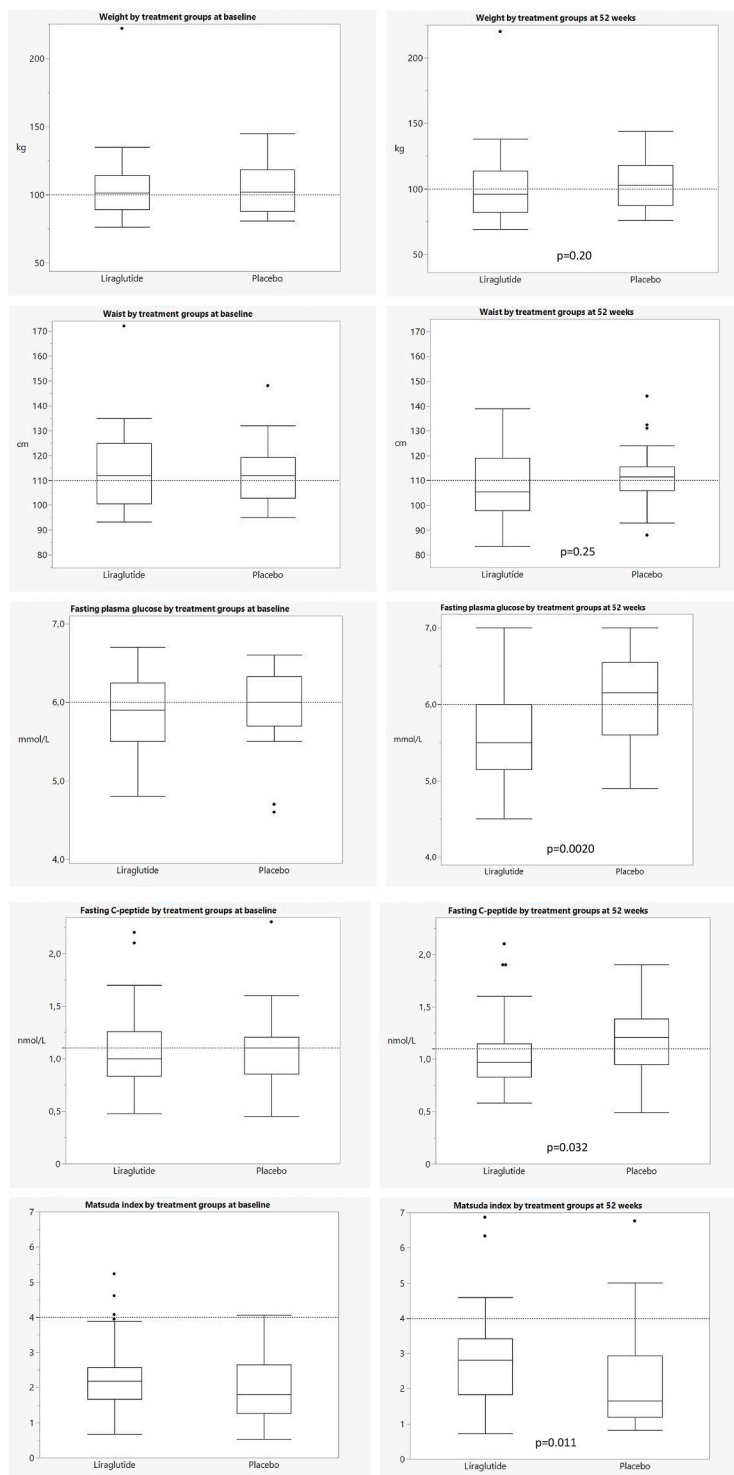 Weight by treatment groups at baseline
kg
100
150
100
50
Liraglutide
Placebo
Weight by treatment groups at 52 weeks
kg
200
150
100
50
p=0.20
Liraglutide
Placebo
Waist by treatment groups at baseline
cm
170
160
150
140
130
120
110
100
90
80
Liraglutide
Placebo
Waist by treatment groups at 52 weeks
cm
170
160
150
140
130
120
110
100
90
80
p=0.25
Liraglutide
Placebo
Fasting plasma glucose by treatment groups at baseline
mmol/L
7,0
6,0
5,0
4,0
Liraglutide
Placebo
Fasting plasma glucose by treatment groups at 52 weeks
mmol/L
7,0
6,0
5,0
4,0
p=0.0020
Liraglutide
Placebo
Fasting C-peptide by treatment groups at baseline
nmol/L
2,0
1,5
1,0
0,5
0
Liraglutide
Placebo
Fasting C-peptide by treatment groups at 52 weeks
nmol/L
2,0
1,5
1,0
0,5
0
p=0.032
Liraglutide
Placebo
Matsuda index by treatment groups at baseline
7
6
5
4
3
2
1
0
Liraglutide
Placebo
Matsuda index by treatment groups at 52 weeks
7
6
5
4
3
2
1
0
p=0.011
Liraglutide
Placebo